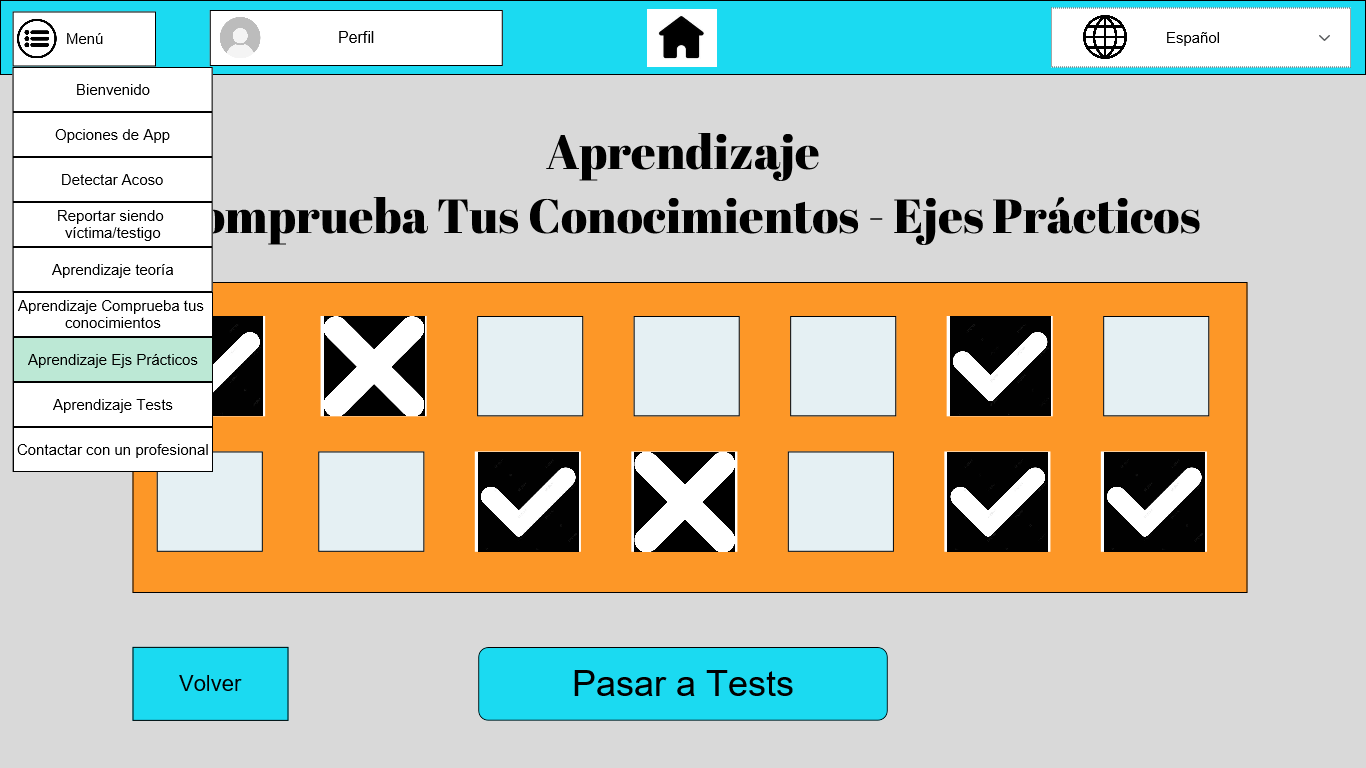 Menú
Perfil
Español
Bienvenido
Opciones de App
Detectar Acoso
Reportar siendo
víctima/testigo
Aprendizaje teoría
Aprendizaje Comprueba tus
conocimientos
Aprendizaje Ejs Prácticos
Aprendizaje Tests
Contactar con un profesional
Aprendizaje
omprueba Tus Conocimientos - Ejes Prácticos
Volver
Pasar a Tests